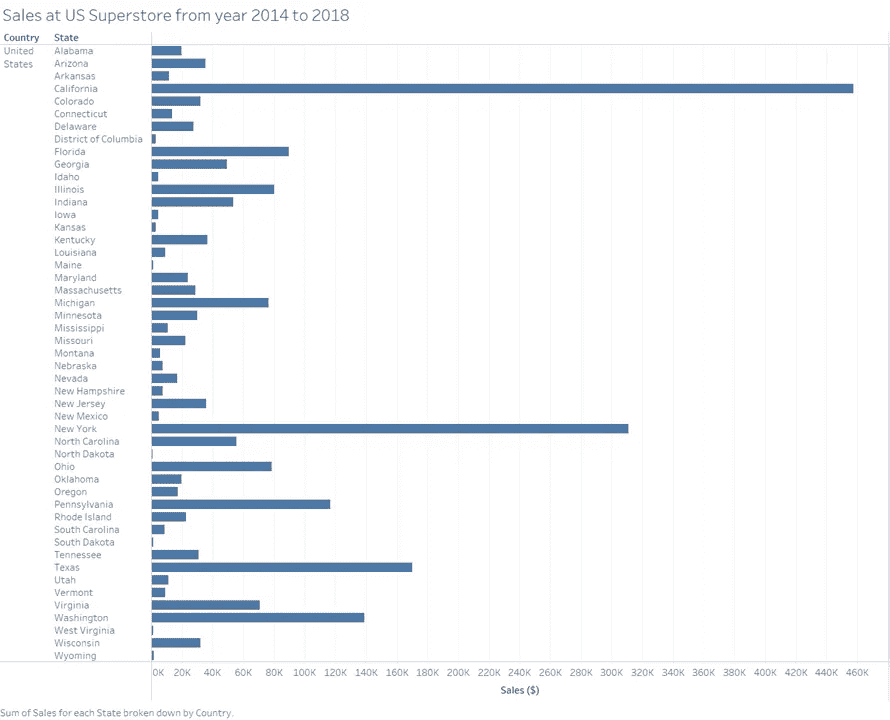 Sales at US Superstore from year 2014 to 2018
Country State
United States
Alabama
Arizona
Arkansas
California
Colorado
Connecticut
Delaware
District of Columbia
Florida
Georgia
Idaho
Illinois
Indiana
Iowa
Kansas
Kentucky
Louisiana
Maine
Maryland
Massachusetts
Michigan
Minnesota
Mississippi
Missouri
Montana
Nebraska
Nevada
New Hampshire
New Jersey
New Mexico
New York
North Carolina
North Dakota
Ohio
Oklahoma
Oregon
Pennsylvania
Rhode Island
South Carolina
South Dakota
Tennessee
Texas
Utah
Vermont
Virginia
Washington
West Virginia
Wisconsin
Wyoming
0K 20K 40K 60K 80K 100K 120K 140K 160K 180K 200K 220K 240K 260K 280K 300K 320K 340K 360K 380K 400K 420K 440K 460K
Sales ($)
Sum of Sales for each State broken down by Country.